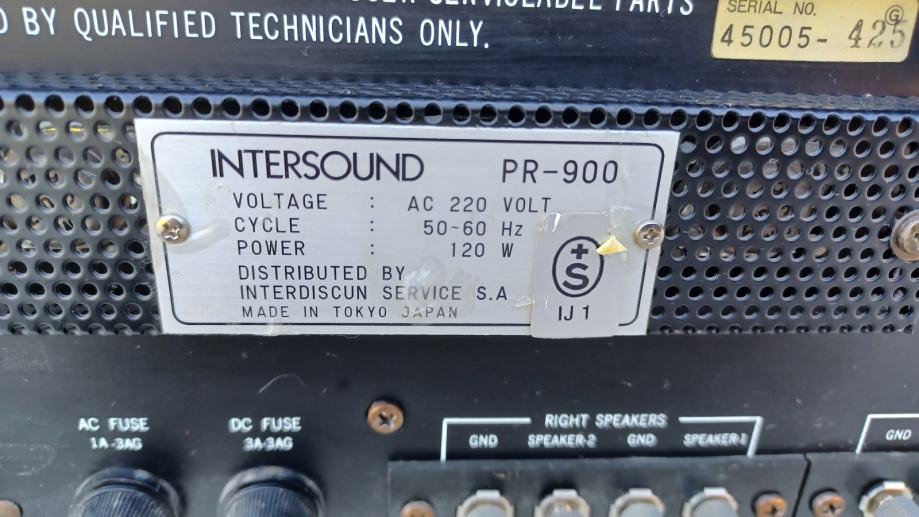 SERVICEABLE PARTS
BY QUALIFIED TECHNICIANS ONLY.
SERIAL NO.
G
45005- 425
INTERSOUND PR-900
VOLTAGE : AC 220 VOLT
CYCLE : 50~60 Hz
POWER : 120 W
DISTRIBUTED BY
INTERDISCUN SERVICE S.A
MADE IN TOKYO JAPAN
+
S
IJ 1
AC FUSE
1A-3AG
DC FUSE
3A-3AG
RIGHT SPEAKERS
GND SPEAKER-2 GND SPEAKER-1
GND